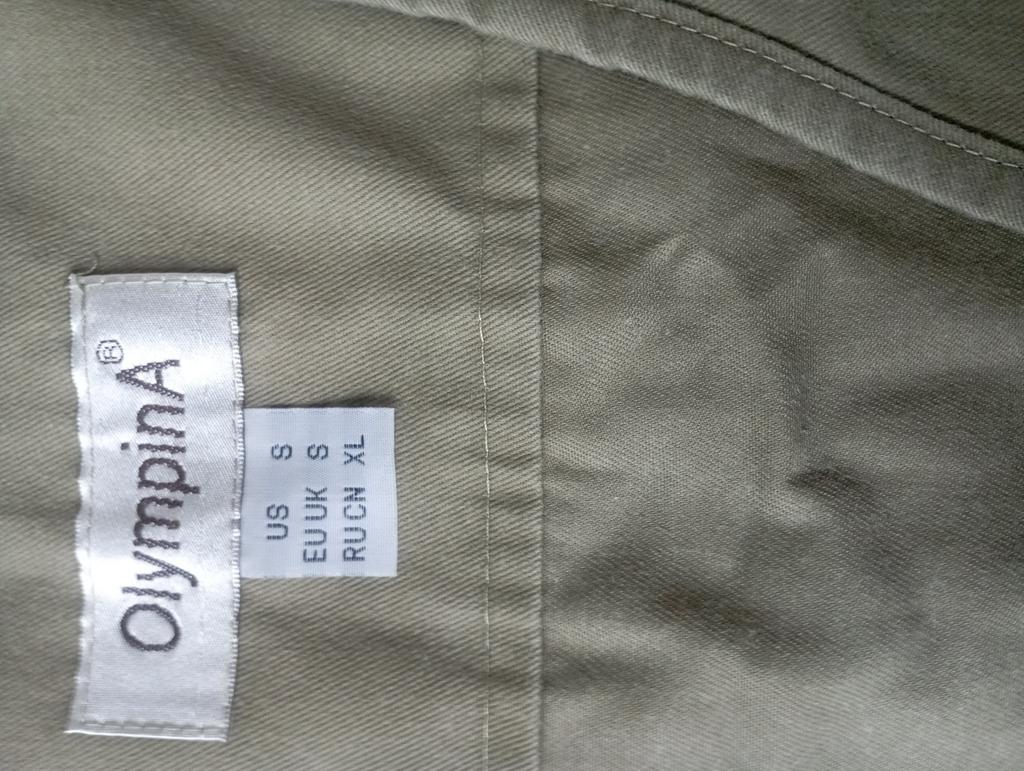 OlympinA®
US S
EU UK S
RU CN XL